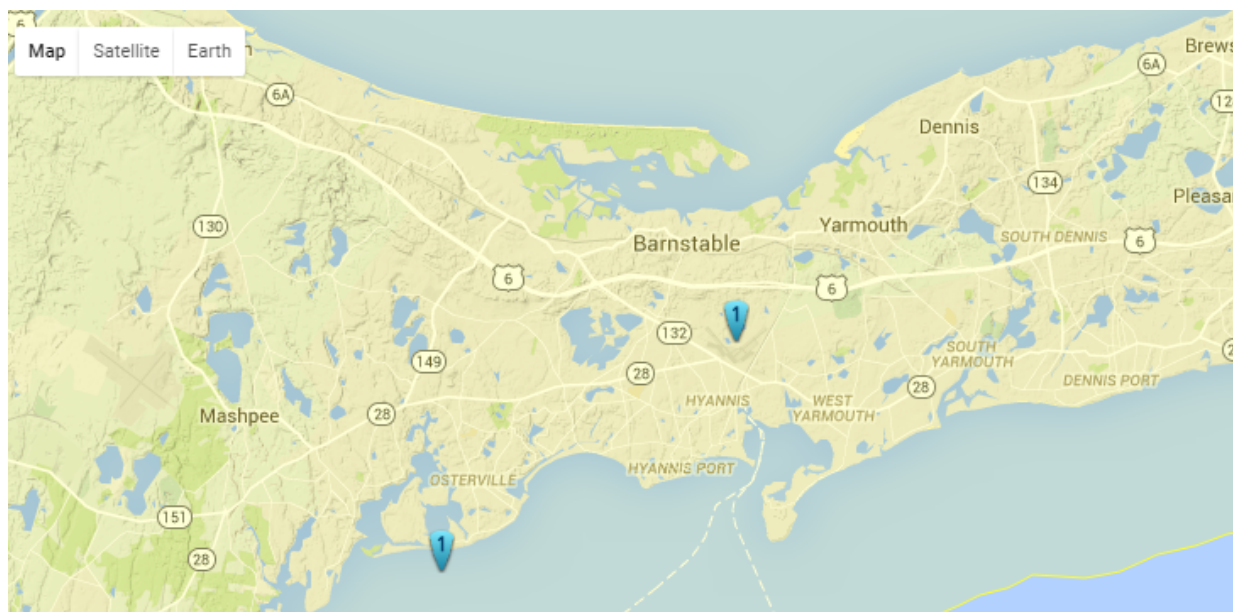 6
Map Satellite Earth
Brews
6A
6A
12
Dennis
134
Pleasa
130
Yarmouth
SOUTH DENNIS
Barnstable
6
6
6
1
132
SOUTH
YARMOUTH
149
28
DENNIS PORT
28
HYANNIS
WEST
YARMOUTH
Mashpee
28
HYANNIS PORT
OSTERVILLE
151
1
28